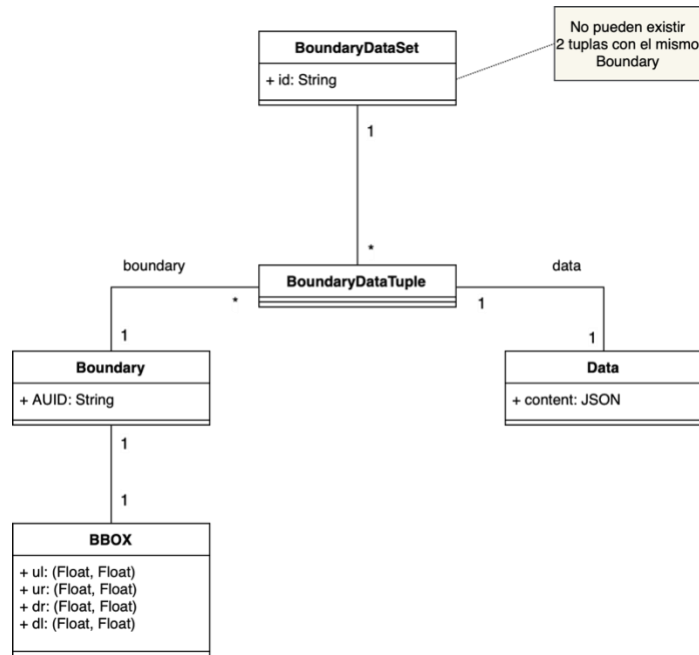 No pueden existir
2 tuplas con el mismo
Boundary
BoundaryDataSet
+ id: String
1
*
boundary
data
BoundaryDataTuple
*
1
1
1
Boundary
Data
+ AUID: String
+ content: JSON
1
1
BBOX
+ ul: (Float, Float)
+ ur: (Float, Float)
+ dr: (Float, Float)
+ dl: (Float, Float)